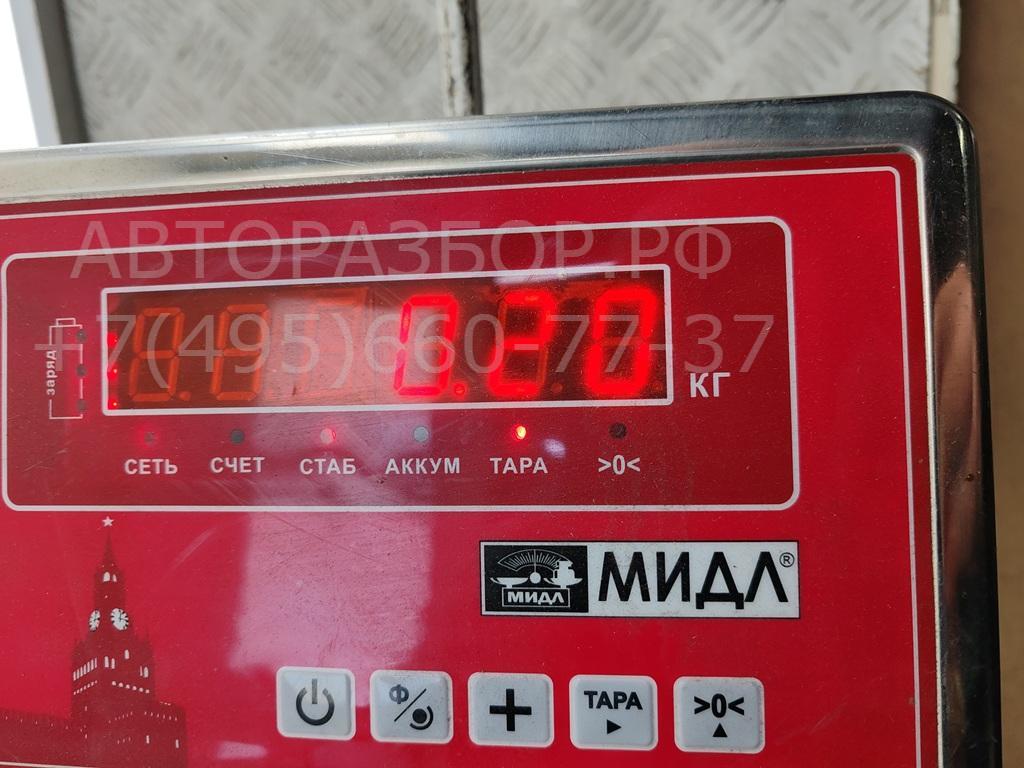 АВТОРАЗБОР.РФ
+7(495)660-77-37
0.20
КГ
заряд
СЕТЬ СЧЕТ СТАБ АККУМ ТАРА >0<
МИДЛ МИДЛ®
Ф ТАРА >0<